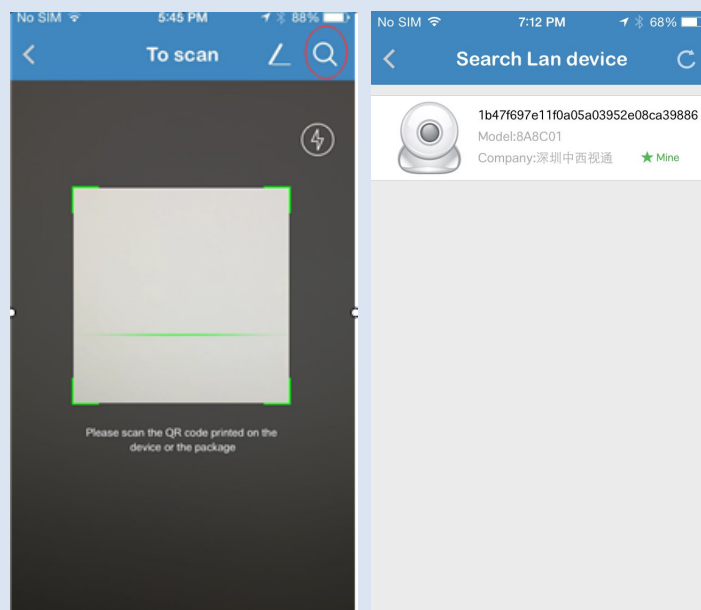 No SIM 5:45 PM 88%
To scan
Please scan the QR code printed on the
device or the package
No SIM 7:12 PM 68%
Search Lan device
1b47f697e11f0a05a03952e08ca39886
Model:8A8C01
Company:深圳中西视通 Mine